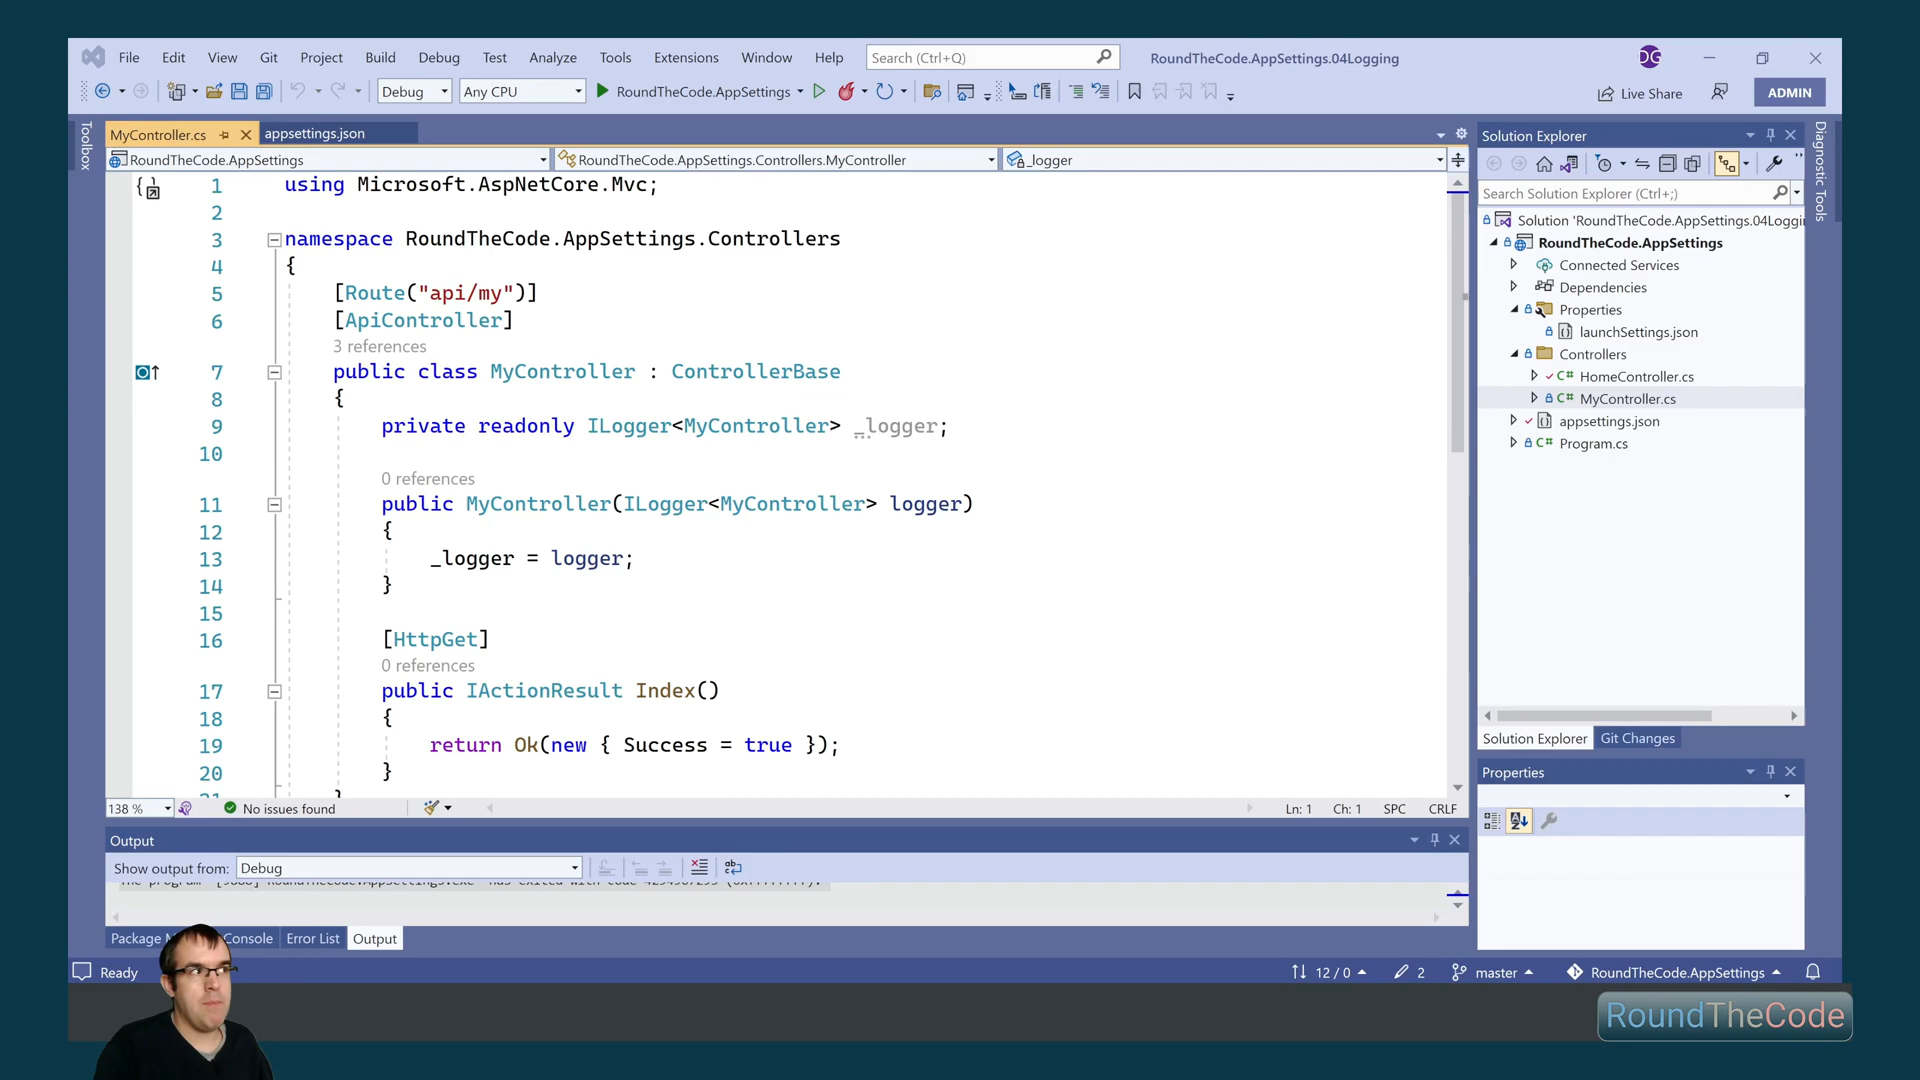 File Edit View Git Project Build Debug Test Analyze Tools Extensions Window Help Search (Ctrl+Q) RoundTheCode.AppSettings.04Logging DG
Debug Any CPU RoundTheCode.AppSettings Live Share ADMIN
Toolbox
MyController.cs appsettings.json
RoundTheCode.AppSettings RoundTheCode.AppSettings.Controllers.MyController _logger
1 using Microsoft.AspNetCore.Mvc;
2
3 namespace RoundTheCode.AppSettings.Controllers
4 {
5 [Route("api/my")]
6 [ApiController]
3 references
7 public class MyController : ControllerBase
8 {
9 private readonly ILogger<MyController> _logger;
10
0 references
11 public MyController(ILogger<MyController> logger)
12 {
13 _logger = logger;
14 }
15
16 [HttpGet]
0 references
17 public IActionResult Index()
18 {
19 return Ok(new { Success = true });
20 }
138 % No issues found Ln: 1 Ch: 1 SPC CRLF
Output
Show output from: Debug
Package Console Error List Output
Solution Explorer
Search Solution Explorer (Ctrl+;)
Solution 'RoundTheCode.AppSettings.04Loggi
RoundTheCode.AppSettings
Connected Services
Dependencies
Properties
launchSettings.json
Controllers
HomeController.cs
MyController.cs
appsettings.json
Program.cs
Solution Explorer Git Changes
Properties
Diagnostic Tools
Ready 12 / 0 2 master RoundTheCode.AppSettings
RoundTheCode